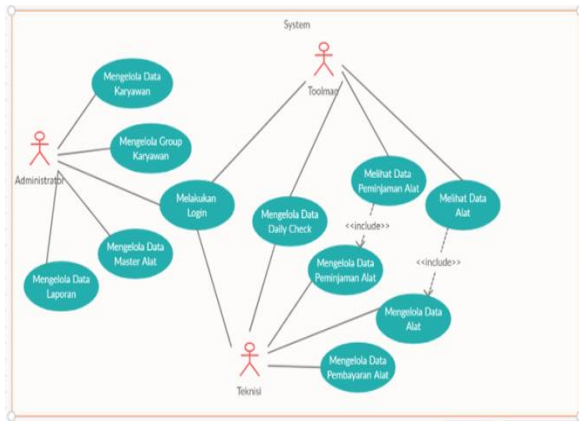 System
Toolman
Mengelola Data
Karyawan
Mengelola Group
Karyawan
Administrator
Melakukan
Login
Mengelola Data
Daily Check
Melihat Data
Peminjaman Alat
Melihat Data
Alat
<<include>>
<<include>>
Mengelola Data
Master Alat
Mengelola Data
Laporan
Mengelola Data
Peminjaman Alat
Mengelola Data
Alat
Teknisi
Mengelola Data
Pembayaran Alat